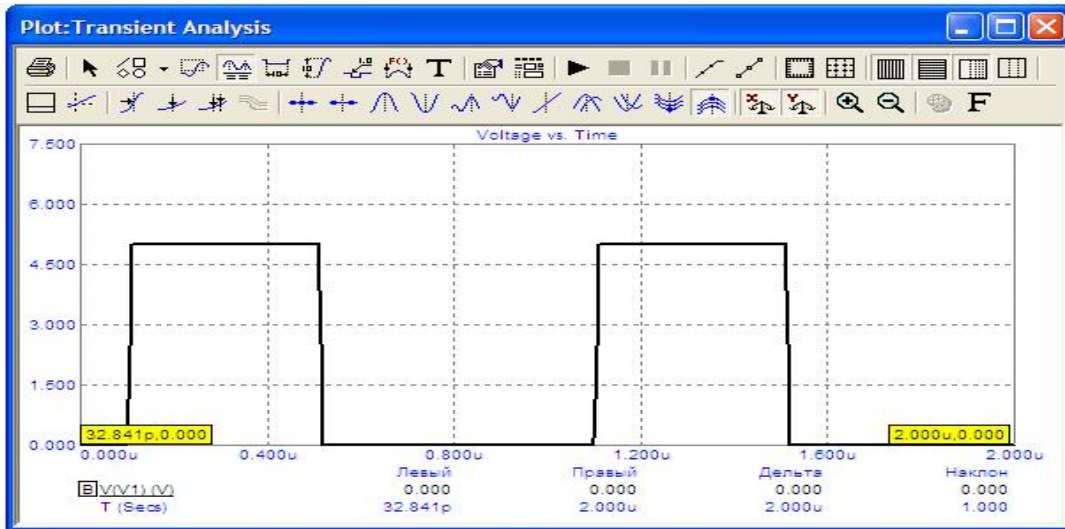 Plot:Transient Analysis
T
F
Voltage vs. Time
7.500
6.000
4.500
3.000
1.500
0.000
32.841p,0.000
2.000u,0.000
0.000u 0.400u 0.800u 1.200u 1.600u 2.000u
Левый Правый Дельта Наклон
B V(V1) (V) 0.000 0.000 0.000 0.000
T (Secs) 32.841p 2.000u 2.000u 1.000